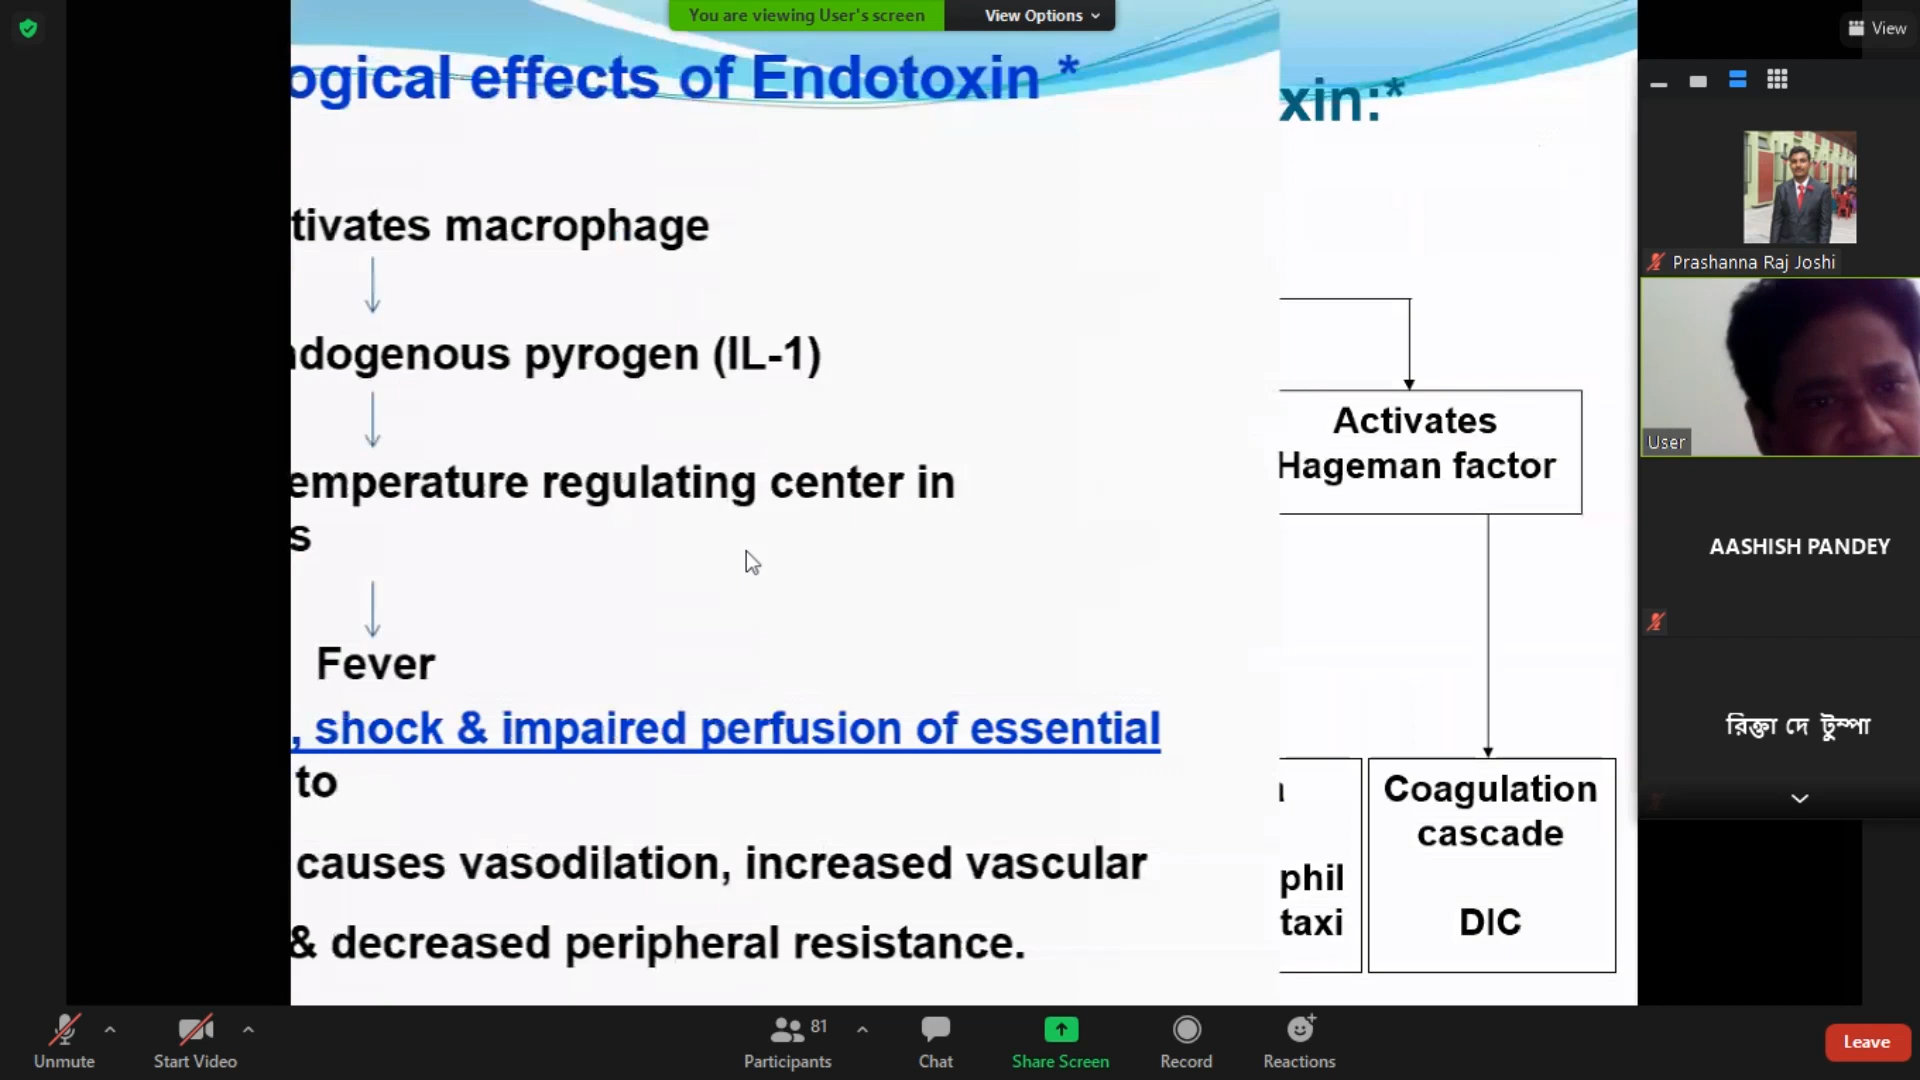 You are viewing User's screen
View Options
View
ogical effects of Endotoxin *
xin:*
tivates macrophage
ndogenous pyrogen (IL-1)
emperature regulating center in
s
Fever
, shock & impaired perfusion of essential
to
causes vasodilation, increased vascular
& decreased peripheral resistance.
Activates
Hageman factor
phil
taxi
Coagulation
cascade
DIC
Prashanna Raj Joshi
User
AASHISH PANDEY
রিক্তা দে টুম্পা
Unmute
Start Video
81
Participants
Chat
Share Screen
Record
Reactions
Leave